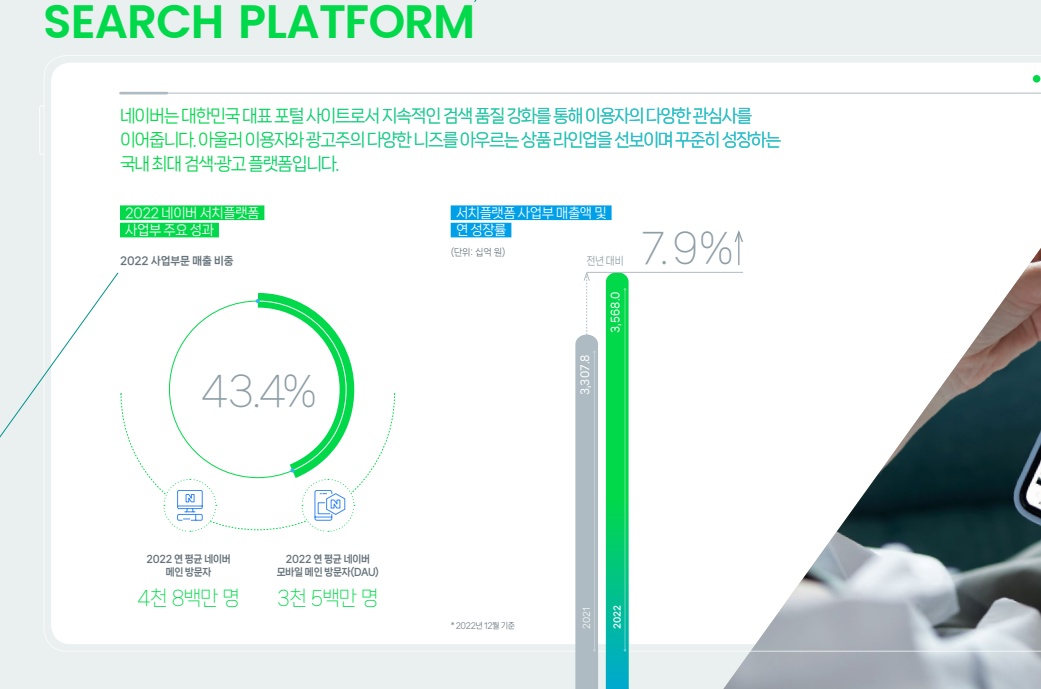 SEARCH PLATFORM
네이버는 대한민국 대표 포털 사이트로서 지속적인 검색 품질 강화를 통해 이용자의 다양한 관심사를
이어줍니다. 아울러 이용자와 광고주의 다양한 니즈를 아우르는 상품 라인업을 선보이며 꾸준히 성장하는
국내 최대 검색·광고 플랫폼입니다.
2022 네이버 서치플랫폼
사업부 주요 성과
2022 사업부문 매출 비중
43.4%
2022 연 평균 네이버
메인 방문자
4천 8백만 명
2022 연 평균 네이버
모바일 메인 방문자(DAU)
3천 5백만 명
서치플랫폼 사업부 매출액 및
연 성장률
(단위: 십억 원)
전년 대비
7.9%↑
3,307.8
3,568.0
2021
2022
* 2022년 12월 기준